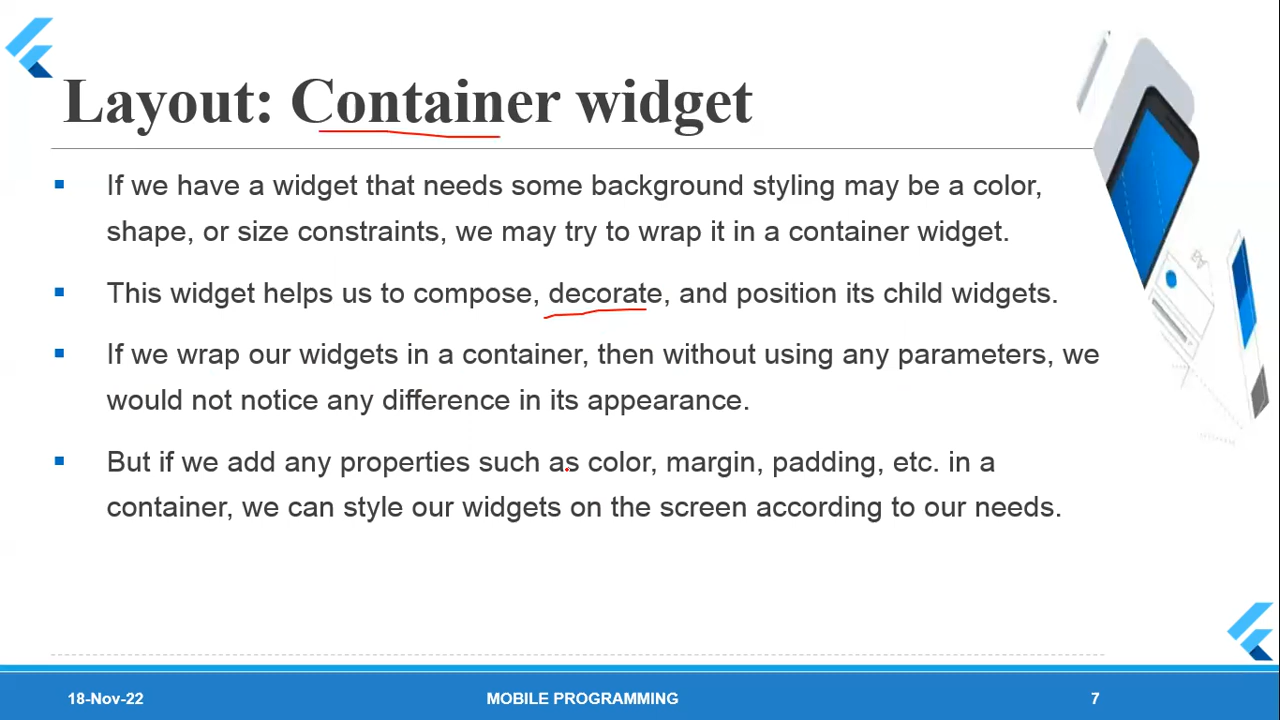 Layout: Container widget
If we have a widget that needs some background styling may be a color,
shape, or size constraints, we may try to wrap it in a container widget.
This widget helps us to compose, decorate, and position its child widgets.
If we wrap our widgets in a container, then without using any parameters, we
would not notice any difference in its appearance.
But if we add any properties such as color, margin, padding, etc. in a
container, we can style our widgets on the screen according to our needs.
18-Nov-22
MOBILE PROGRAMMING
7